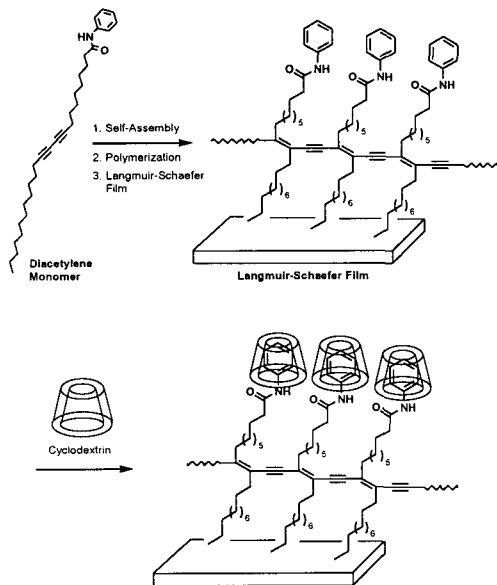 HN
O
1. Self-Assembly
2. Polymerization
3. Langmuir-Schaefer
Film
Diacetylene
Monomer
O
NH
O
NH
O
NH
5
5
5
6
6
6
Langmuir-Schaefer Film
Cyclodextrin
O
NH
O
NH
O
NH
5
5
5
6
6
6